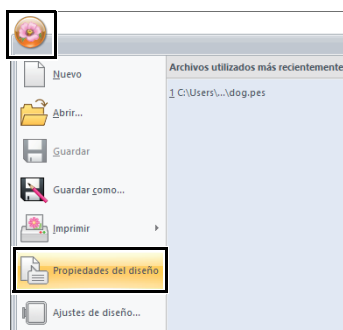 Archivos utilizados más recientemente
1 C:\Users\...\dog.pes
Nuevo
Abrir...
Guardar
Guardar como...
Imprimir
Propiedades del diseño
Ajustes de diseño...